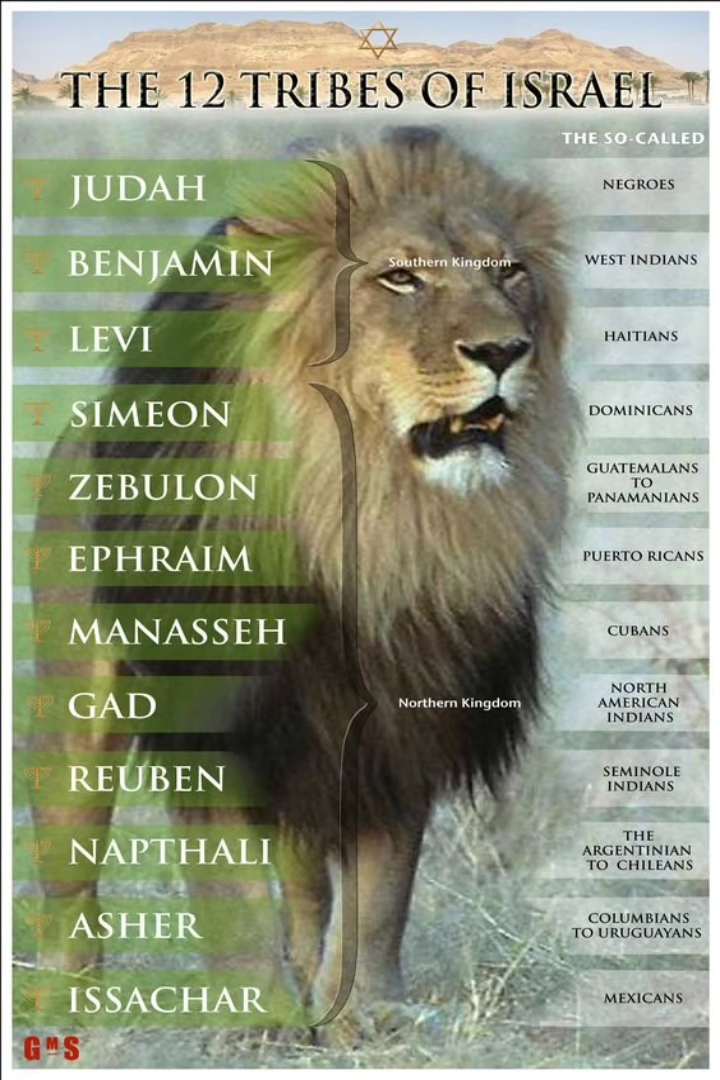 THE 12 TRIBES OF ISRAEL
THE SO-CALLED
JUDAH
NEGROES
BENJAMIN
Southern Kingdom
WEST INDIANS
LEVI
HAITIANS
SIMEON
DOMINICANS
ZEBULON
GUATEMALANS
TO
PANAMANIANS
EPHRAIM
PUERTO RICANS
MANASSEH
CUBANS
GAD
Northern Kingdom
NORTH
AMERICAN
INDIANS
REUBEN
SEMINOLE
INDIANS
NAPTHALI
THE
ARGENTINIAN
TO CHILEANS
ASHER
COLUMBIANS
TO URUGUAYANS
ISSACHAR
MEXICANS
GMS